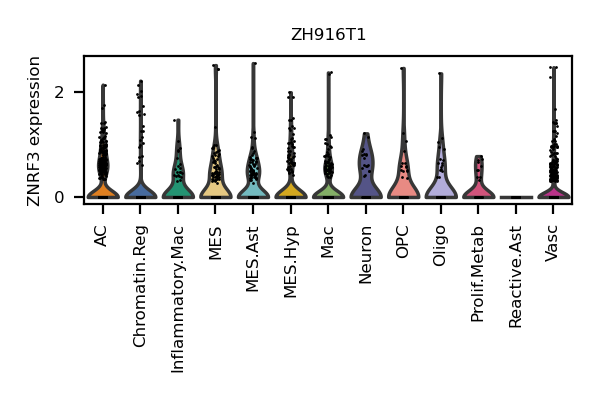 ZH916T1
ZNRF3 expression
2
0
AC
Chromatin.Reg
Inflammatory.Mac
MES
MES.Ast
MES.Hyp
Mac
Neuron
OPC
Oligo
Prolif.Metab
Reactive.Ast
Vasc